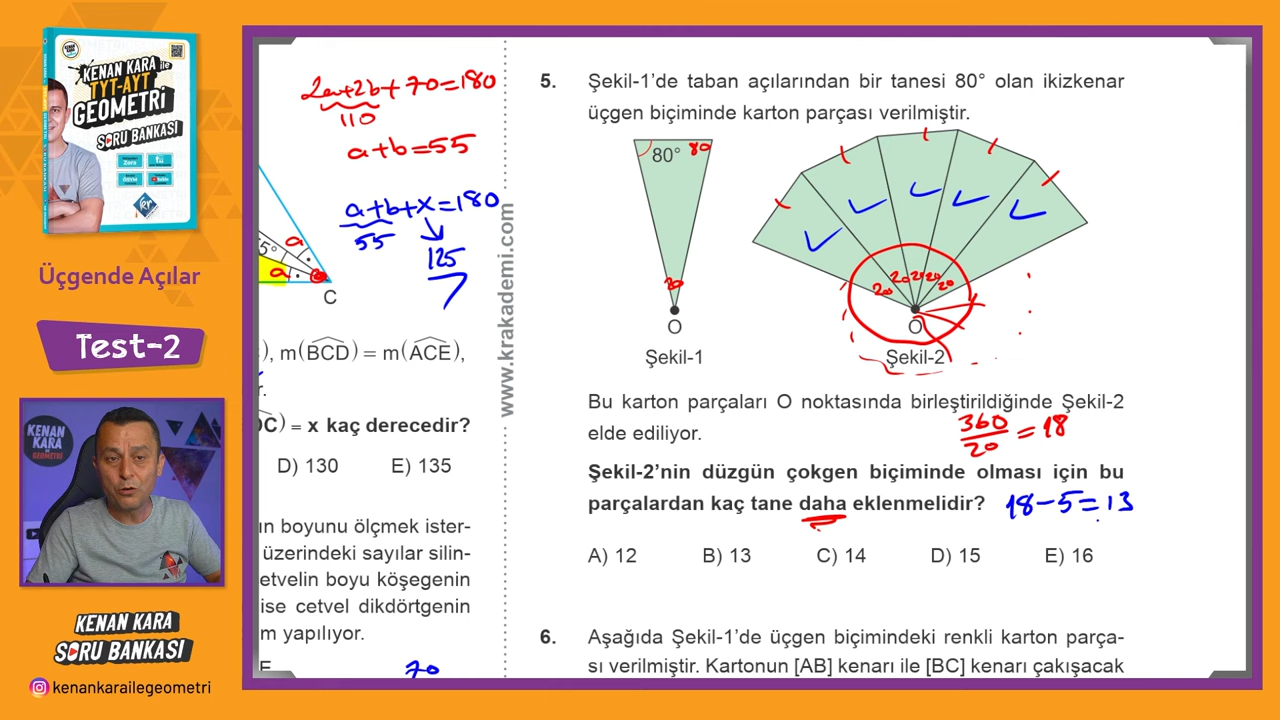 KENAN KARA ile
TYT-AYT
GEOMETRİ
SORU BANKASI
Üçgende Açılar
Test-2
KENAN
KARA
ile
GEOMETRİ
KENAN KARA
SORU BANKASI
kenankarailegeometri
2a+2b+70=180
110
a+b=55
a+b+x=180
55
125
5°
a
a
C
), m(BCD) = m(ACE),
r.
DC) = x kaç derecedir?
D) 130 E) 135
ın boyunu ölçmek ister-
üzerindeki sayılar silin-
etvelin boyu köşegenin
ise cetvel dikdörtgenin
m yapılıyor.
E
70
www.krakademi.com
5. Şekil-1’de taban açılarından bir tanesi 80° olan ikizkenar
üçgen biçiminde karton parçası verilmiştir.
80° 80
20
O
Şekil-1
20 20 20 20 20
O
Şekil-2
Bu karton parçaları O noktasında birleştirildiğinde Şekil-2
elde ediliyor.
360
20
=18
Şekil-2’nin düzgün çokgen biçiminde olması için bu
parçalardan kaç tane daha eklenmelidir?
18-5=13
A) 12 B) 13 C) 14 D) 15 E) 16
6. Aşağıda Şekil-1’de üçgen biçimindeki renkli karton parça-
sı verilmiştir. Kartonun [AB] kenarı ile [BC] kenarı çakışacak